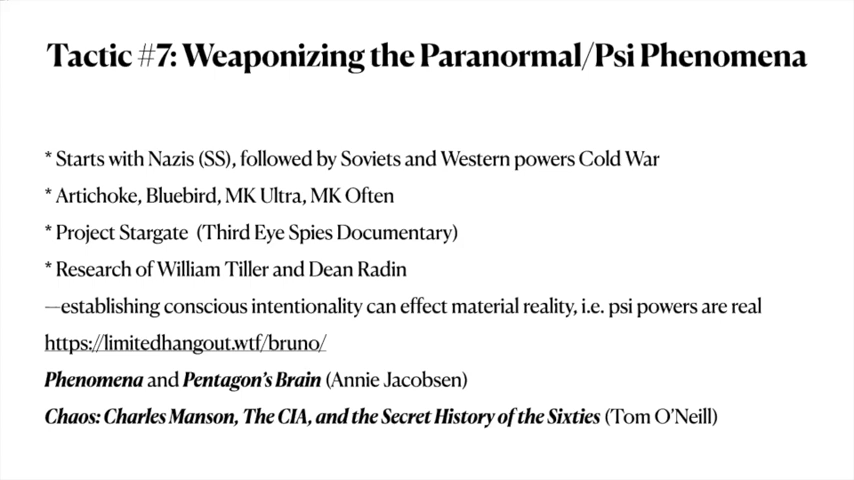 Tactic #7: Weaponizing the Paranormal/Psi Phenomena
* Starts with Nazis (SS), followed by Soviets and Western powers Cold War
* Artichoke, Bluebird, MK Ultra, MK Often
* Project Stargate (Third Eye Spies Documentary)
* Research of William Tiller and Dean Radin
—establishing conscious intentionality can effect material reality, i.e. psi powers are real
https://limitedhangout.wtf/bruno/
Phenomena and Pentagon's Brain (Annie Jacobsen)
Chaos: Charles Manson, The CIA, and the Secret History of the Sixties (Tom O'Neill)